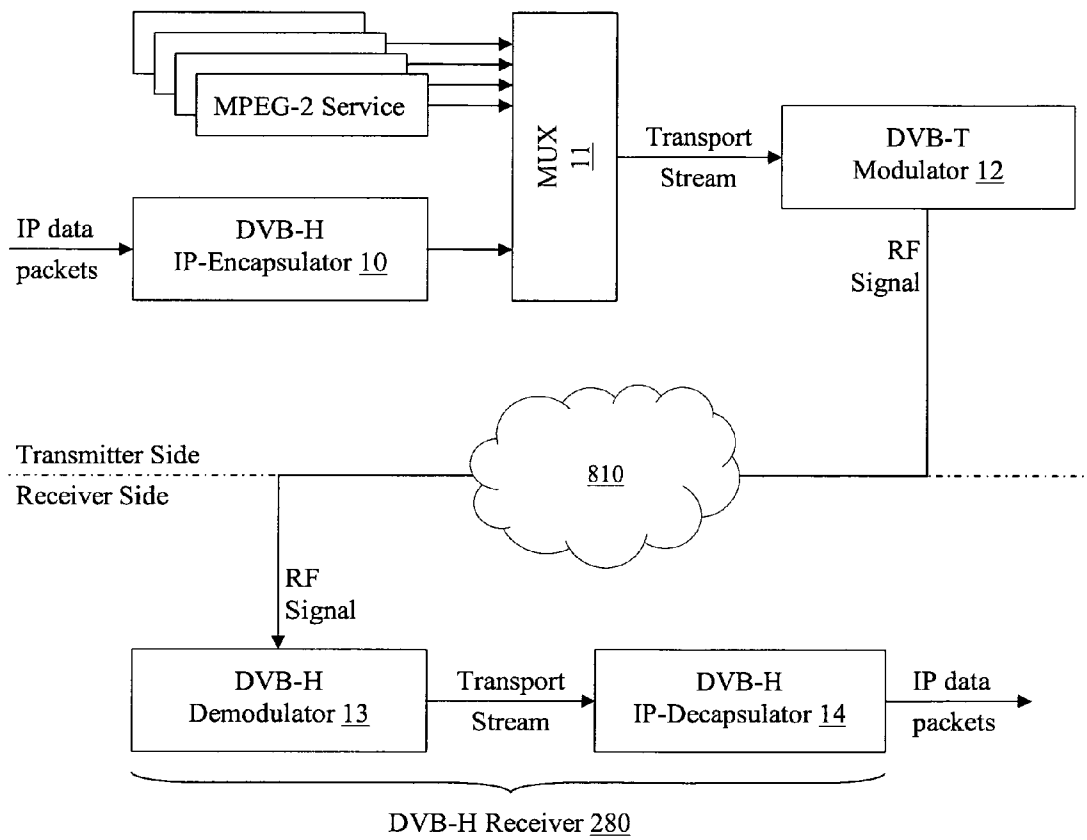 MPEG-2 Service
MUX
11
Transport
Stream
DVB-T
Modulator 12
IP data
packets
DVB-H
IP-Encapsulator 10
RF
Signal
Transmitter Side
Receiver Side
810
RF
Signal
DVB-H
Demodulator 13
Transport
Stream
DVB-H
IP-Decapsulator 14
IP data
packets
DVB-H Receiver 280